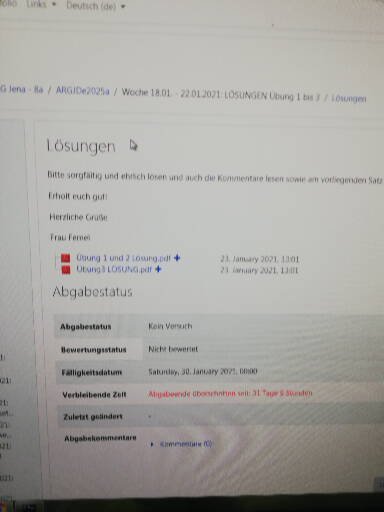 Links
Deutsch (de)
G Jena - 8a / ARGJDe2025a / Woche 18.01. - 22.01.2021: LÖSUNGEN Übung 1 bis 3 / Lösungen
Lösungen
Bitte sorgfältig und ehrlich lösen und auch die Kommentare lesen sowie am vorliegenden Satz
Erholt euch gut!
Herzliche Grüße
Frau
Übung 1 und 2 Lösung.pdf 23. January 2021, 13:01
Übung3 LÖSUNG.pdf 23. January 2021, 13:01
Abgabestatus
Abgabestatus Kein Versuch
Bewertungsstatus Nicht bewertet
Fälligkeitsdatum Saturday, 30. January 2021, 00:00
Verbleibende Zeit Abgabeende überschritten seit: 31 Tage 9 Stunden
Zuletzt geändert -
Abgabekommentare Kommentare (0)